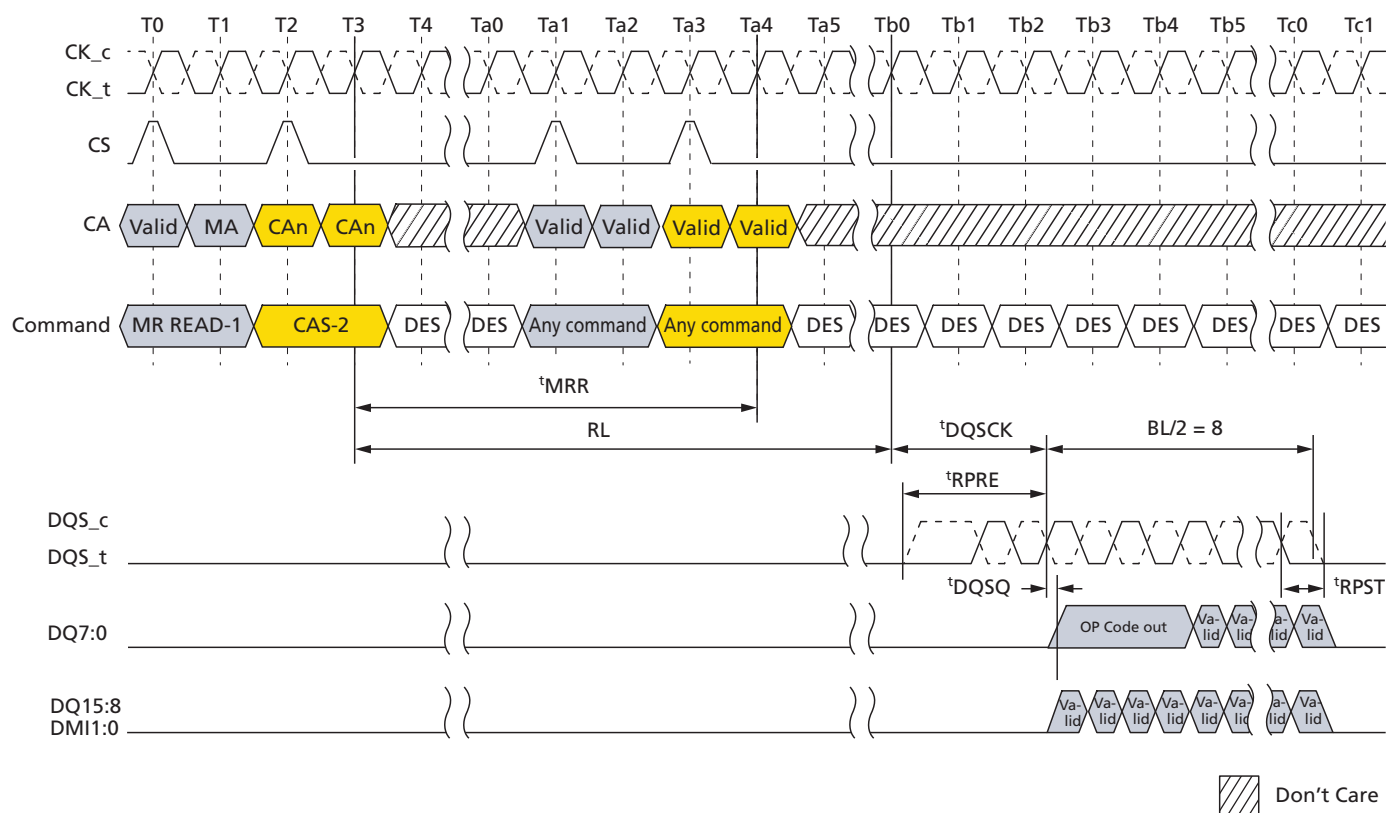 T0 T1 T2 T3 T4 Ta0 Ta1 Ta2 Ta3 Ta4 Ta5 Tb0 Tb1 Tb2 Tb3 Tb4 Tb5 Tc0 Tc1
CK_c
CK_t
CS
CA Valid MA CAn CAn Valid Valid Valid Valid
Command MR READ-1 CAS-2 DES DES Any command Any command DES DES DES DES DES DES DES DES DES
tMRR
RL tDQSCK BL/2 = 8
tRPRE
DQS_c
DQS_t
tDQSQ tRPST
DQ7:0 OP Code out Va- lid Va- lid a- lid Va- lid
DQ15:8
DMI1:0 Va- lid Va- lid Va- lid Va- lid Va- lid a- lid Va- lid
Don't Care